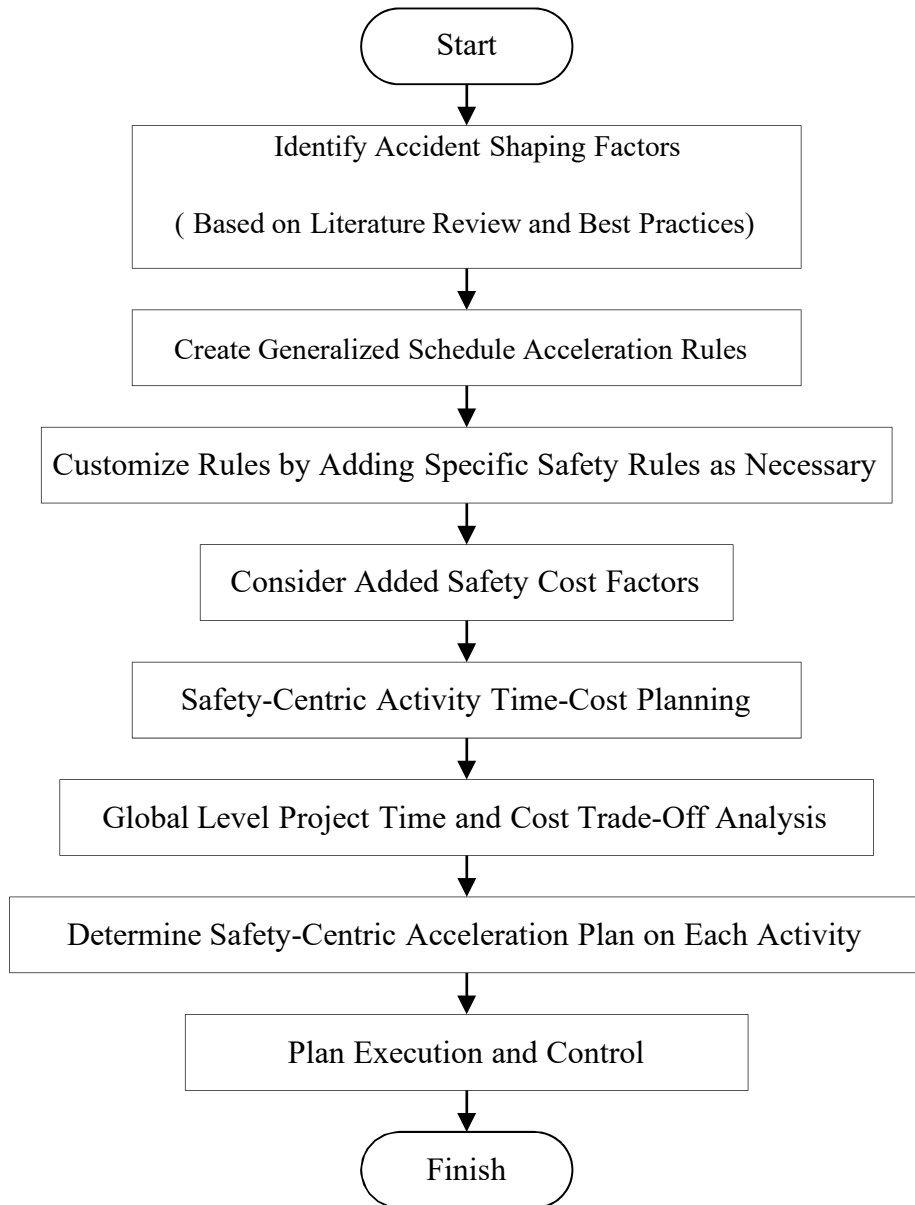 Start
Identify Accident Shaping Factors
( Based on Literature Review and Best Practices)
Create Generalized Schedule Acceleration Rules
Customize Rules by Adding Specific Safety Rules as Necessary
Consider Added Safety Cost Factors
Safety-Centric Activity Time-Cost Planning
Global Level Project Time and Cost Trade-Off Analysis
Determine Safety-Centric Acceleration Plan on Each Activity
Plan Execution and Control
Finish